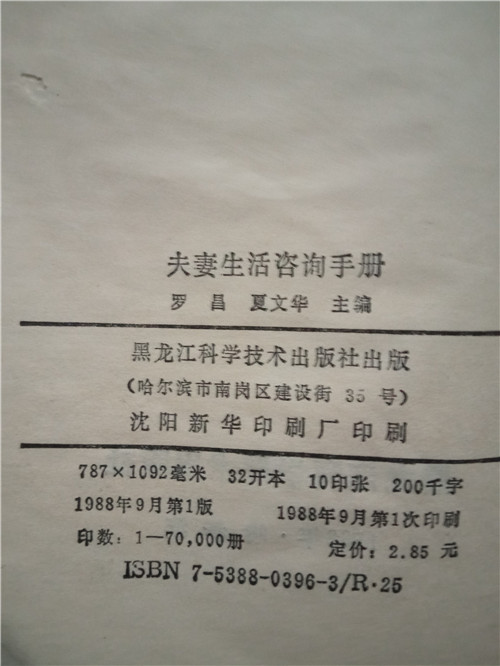 夫妻生活咨询手册
罗 昌 夏文华 主编
黑龙江科学技术出版社出版
(哈尔滨市南岗区建设街 35 号)
沈阳新华印刷厂印刷
787×1092毫米 32开本 10印张 200千字
1988年9月第1版 1988年9月第1次印刷
印数：1—70,000册 定价：2.85 元
ISBN 7-5388-0396-3/R·25